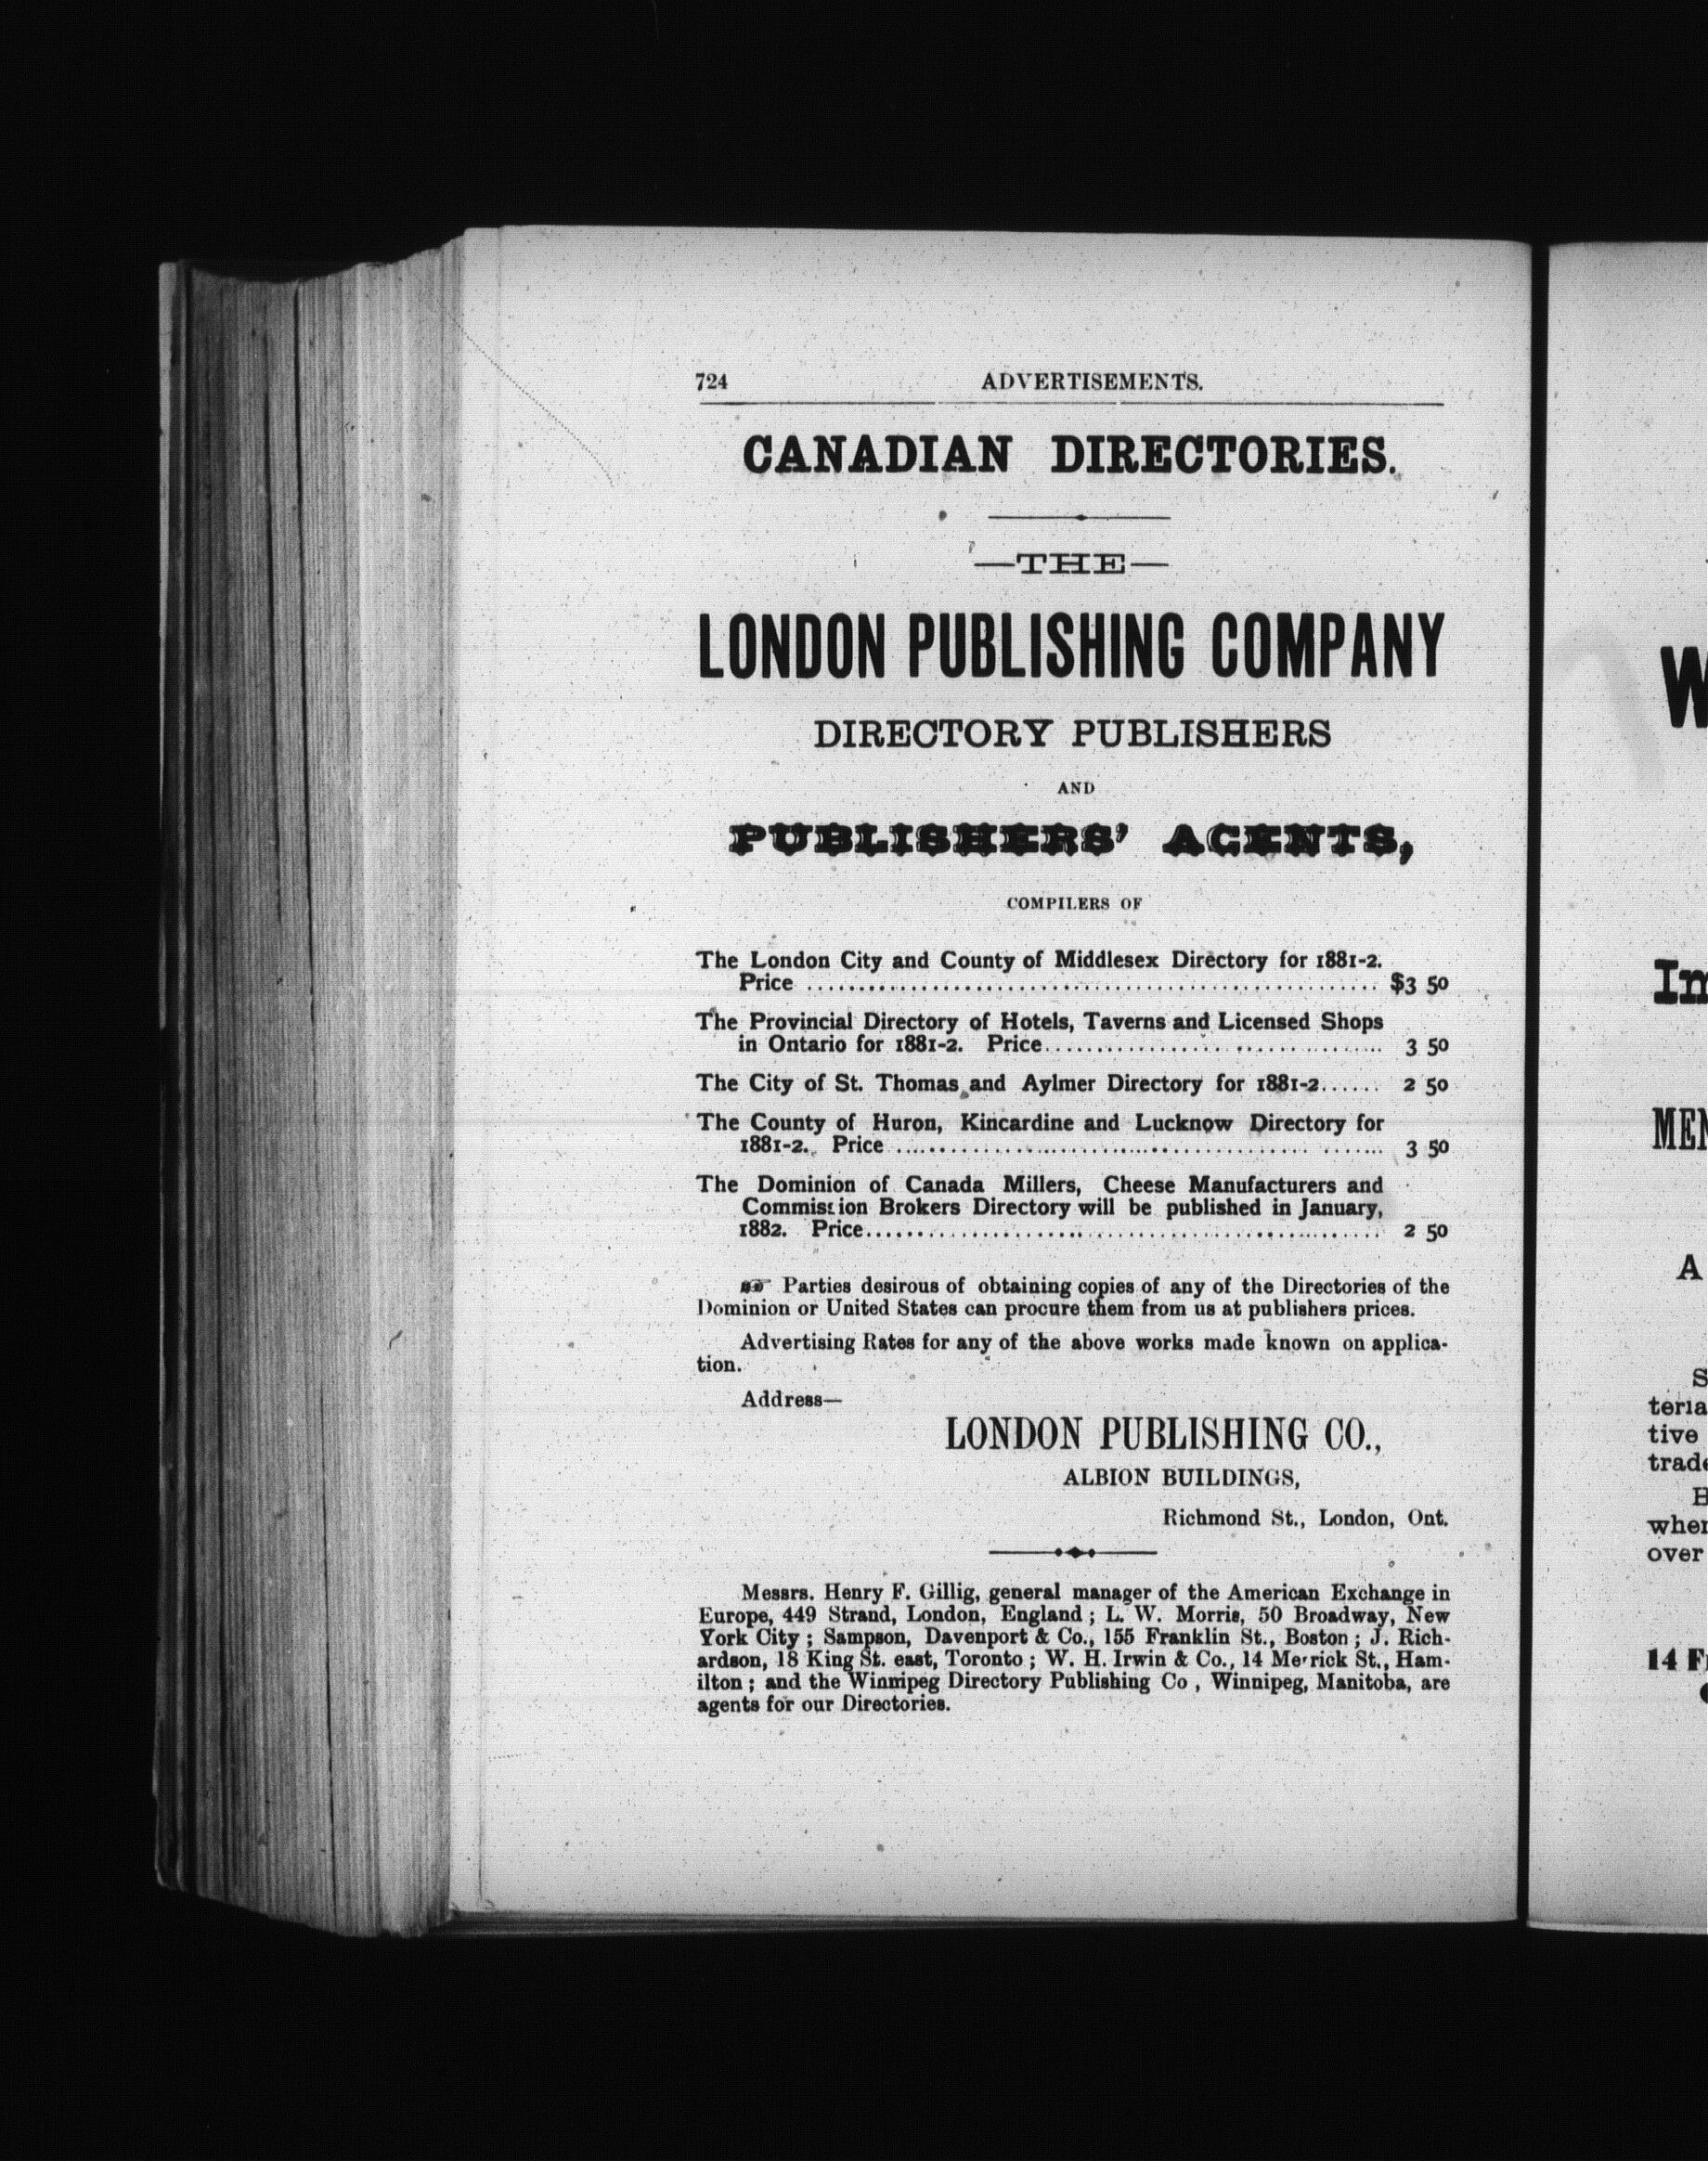 724 ADVERTISEMENTS.
CANADIAN DIRECTORIES.
—THE—
LONDON PUBLISHING COMPANY
DIRECTORY PUBLISHERS
AND
PUBLISHERS' AGENTS,
COMPILERS OF
The London City and County of Middlesex Directory for 1881-2.
Price .................................................... $3 50
The Provincial Directory of Hotels, Taverns and Licensed Shops
in Ontario for 1881-2. Price................................ 3 50
The City of St. Thomas and Aylmer Directory for 1881-2...... 2 50
The County of Huron, Kincardine and Lucknow Directory for
1881-2. Price ............................................. 3 50
The Dominion of Canada Millers, Cheese Manufacturers and
Commission Brokers Directory will be published in January,
1882. Price................................................ 2 50
☞ Parties desirous of obtaining copies of any of the Directories of the
Dominion or United States can procure them from us at publishers prices.
Advertising Rates for any of the above works made known on applica-
tion.
Address—
LONDON PUBLISHING CO.,
ALBION BUILDINGS,
Richmond St., London, Ont.
Messrs. Henry F. Gillig, general manager of the American Exchange in
Europe, 449 Strand, London, England ; L. W. Morris, 50 Broadway, New
York City ; Sampson, Davenport & Co., 155 Franklin St., Boston ; J. Rich-
ardson, 18 King St. east, Toronto ; W. H. Irwin & Co., 14 Merrick St., Ham-
ilton ; and the Winnipeg Directory Publishing Co , Winnipeg, Manitoba, are
agents for our Directories.
W
Im
MEN
A
S
teria
tive
trade
H
when
over
14 F